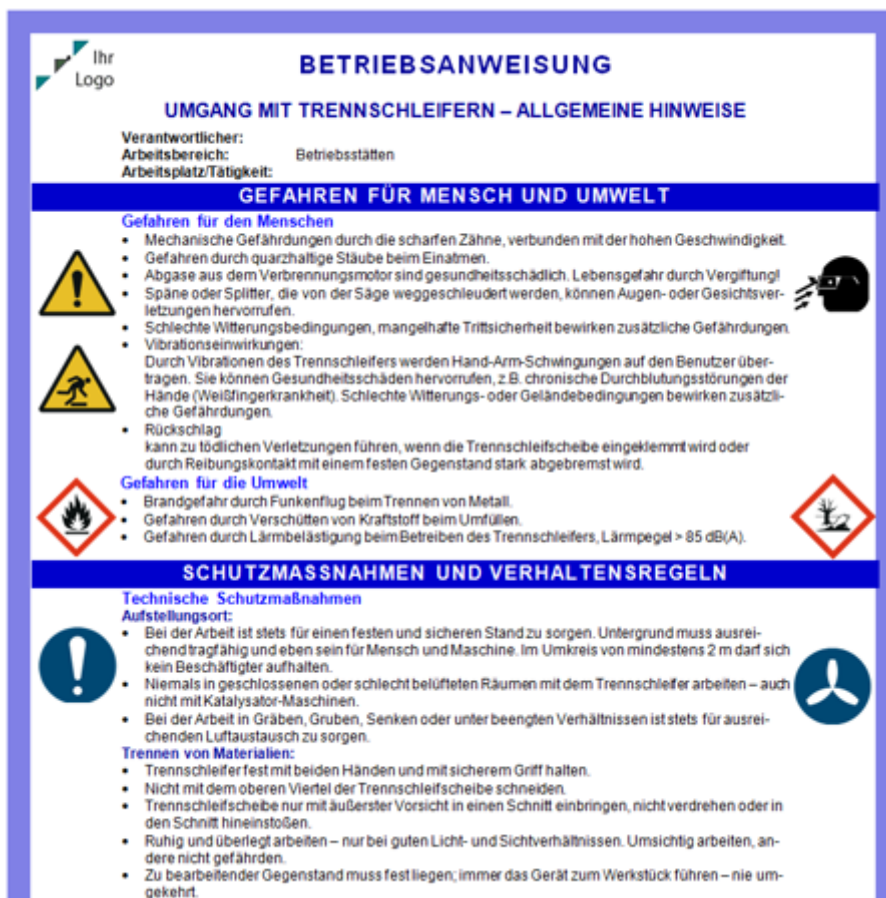 Ihr
Logo
BETRIEBSANWEISUNG
UMGANG MIT TRENNSCHLEIFERN – ALLGEMEINE HINWEISE
Verantwortlicher:
Arbeitsbereich: Betriebsstätten
Arbeitsplatz/Tätigkeit:
GEFAHREN FÜR MENSCH UND UMWELT
Gefahren für den Menschen
• Mechanische Gefährdungen durch die scharfen Zähne, verbunden mit der hohen Geschwindigkeit.
• Gefahren durch quarzhaltige Stäube beim Einatmen.
• Abgase aus dem Verbrennungsmotor sind gesundheitsschädlich. Lebensgefahr durch Vergiftung!
• Späne oder Splitter, die von der Säge weggeschleudert werden, können Augen- oder Gesichtsver-
letzungen hervorrufen.
• Schlechte Witterungsbedingungen, mangelhafte Trittsicherheit bewirken zusätzliche Gefährdungen.
• Vibrationseinwirkungen:
Durch Vibrationen des Trennschleifers werden Hand-Arm-Schwingungen auf den Benutzer über-
tragen. Sie können Gesundheitsschäden hervorrufen, z.B. chronische Durchblutungsstörungen der
Hände (Weißfingerkrankheit). Schlechte Witterungs- oder Geländebedingungen bewirken zusätzli-
che Gefährdungen.
• Rückschlag
kann zu tödlichen Verletzungen führen, wenn die Trennschleifscheibe eingeklemmt wird oder
durch Reibungskontakt mit einem festen Gegenstand stark abgebremst wird.
Gefahren für die Umwelt
• Brandgefahr durch Funkenflug beim Trennen von Metall.
• Gefahren durch Verschütten von Kraftstoff beim Umfüllen.
• Gefahren durch Lärmbelästigung beim Betreiben des Trennschleifers, Lärmpegel > 85 dB(A).
SCHUTZMASSNAHMEN UND VERHALTENSREGELN
Technische Schutzmaßnahmen
Aufstellungsort:
• Bei der Arbeit ist stets für einen festen und sicheren Stand zu sorgen. Untergrund muss ausrei-
chend tragfähig und eben sein für Mensch und Maschine. Im Umkreis von mindestens 2 m darf sich
kein Beschäftigter aufhalten.
• Niemals in geschlossenen oder schlecht belüfteten Räumen mit dem Trennschleifer arbeiten – auch
nicht mit Katalysator-Maschinen.
• Bei der Arbeit in Gräben, Gruben, Senken oder unter beengten Verhältnissen ist stets für ausrei-
chenden Luftaustausch zu sorgen.
Trennen von Materialien:
• Trennschleifer fest mit beiden Händen und mit sicherem Griff halten.
• Nicht mit dem oberen Viertel der Trennschleifscheibe schneiden.
• Trennschleifscheibe nur mit äußerster Vorsicht in einen Schnitt einbringen, nicht verdrehen oder in
den Schnitt hineinstoßen.
• Ruhig und überlegt arbeiten – nur bei guten Licht- und Sichtverhältnissen. Umsichtig arbeiten, an-
dere nicht gefährden.
• Zu bearbeitender Gegenstand muss fest liegen; immer das Gerät zum Werkstück führen – nie um-
gekehrt.